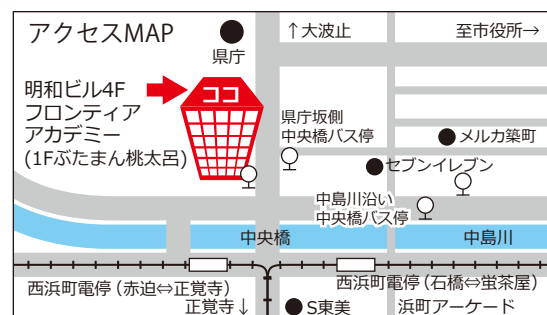 アクセスMAP
県庁
↑大波止
至市役所→
明和ビル4F
フロンティア
アカデミー
(1Fぶたまん桃太呂)
ココ
県庁坂側
中央橋バス停
メルカ築町
セブンイレブン
中島川沿い
中央橋バス停
中央橋
中島川
西浜町電停(赤迫⇔正覚寺)
西浜町電停(石橋⇔蛍茶屋)
正覚寺↓
S東美
浜町アーケード